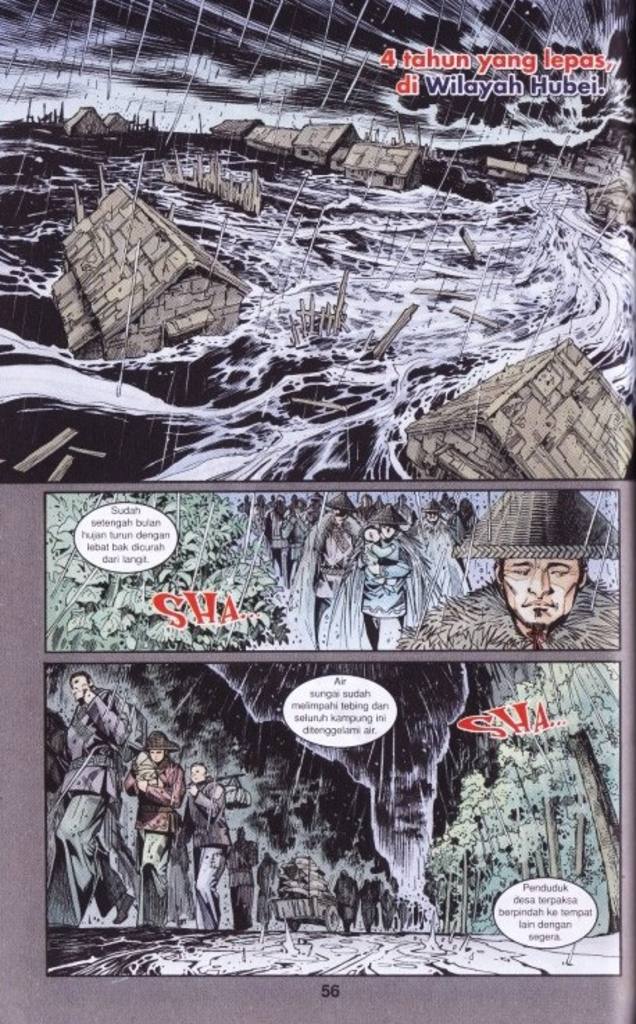 4 tahun yang lepas,
di Wilayah Hubei.
Sudah
setengah bulan
hujan turun dengan
lebat bak dicurah
dari langit.
SHA...
Air
sungai sudah
melimpahi tebing dan
seluruh kampung ini
ditenggelami air.
SHA...
Penduduk
desa terpaksa
berpindah ke tempat
lain dengan
segera.
56